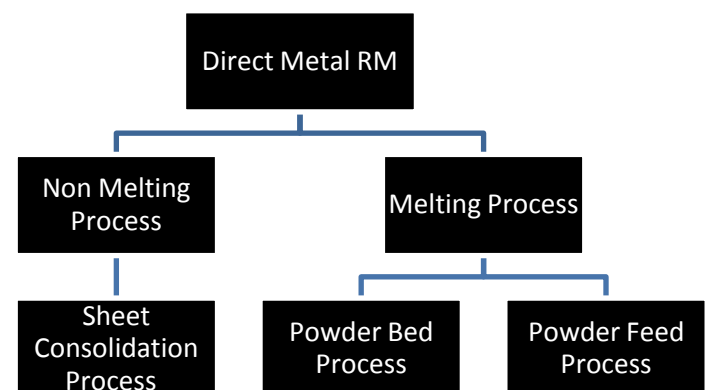 Direct Metal RM
Non Melting
Process
Melting Process
Sheet
Consolidation
Process
Powder Bed
Process
Powder Feed
Process